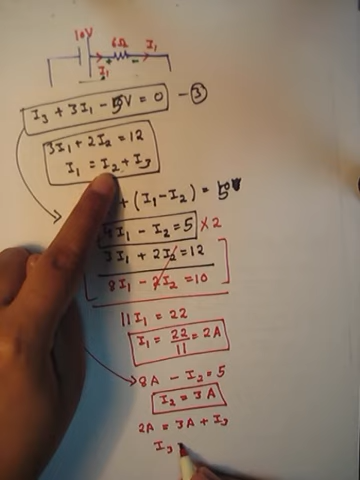 10V
6Ω I₁
+ -
I₁
I₃ + 3I₁ - 5V = 0 - ③
3I₁ + 2I₂ = 12
I₁ = I₂ + I₃
+ (I₁ - I₂) = 5
4I₁ - I₂ = 5 × 2
3I₁ + 2I₂ = 12
8I₁ - 2I₂ = 10
11I₁ = 22
I₁ = 22/11 = 2A
8A - I₂ = 5
I₂ = 3A
2A = 3A + I₃
I₃